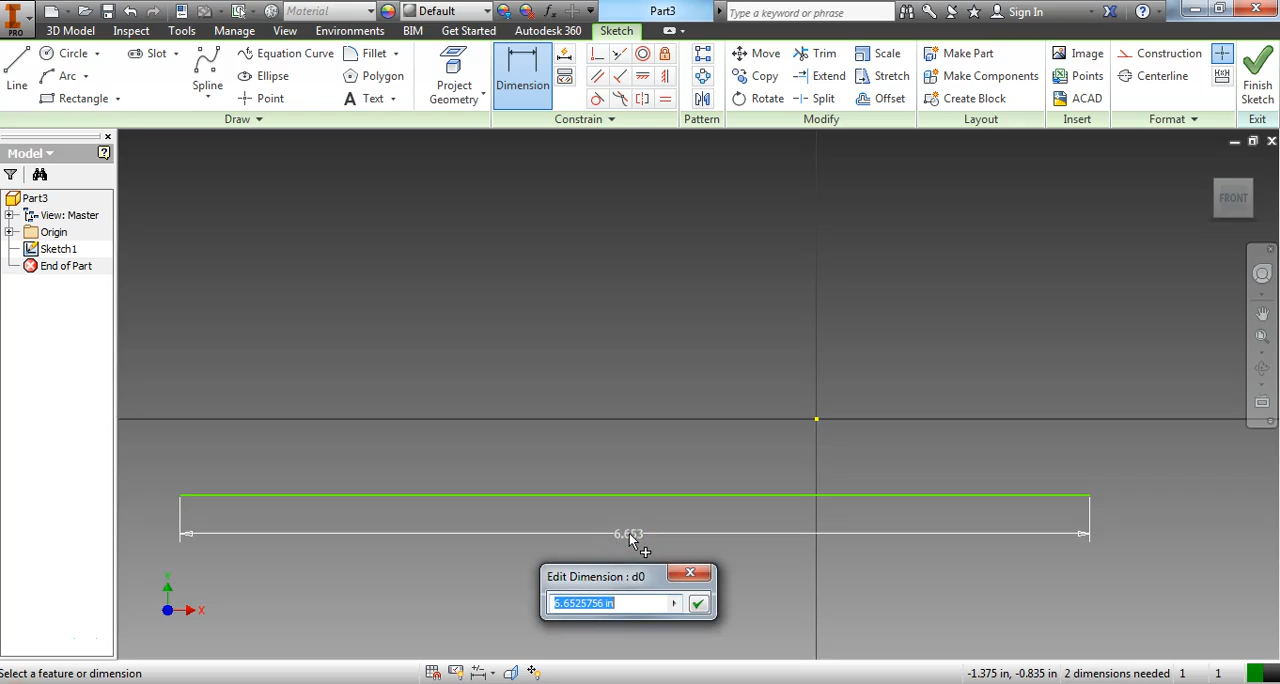 Material
Default
Part3
Type a keyword or phrase
Sign In
PRO
3D Model
Inspect
Tools
Manage
View
Environments
BIM
Get Started
Autodesk 360
Sketch
Line
Circle
Arc
Rectangle
Slot
Spline
Equation Curve
Ellipse
Point
Fillet
Polygon
Text
Project Geometry
Dimension
Move
Copy
Rotate
Trim
Extend
Split
Scale
Stretch
Offset
Make Part
Make Components
Create Block
Image
Points
ACAD
Construction
Centerline
Finish Sketch
Draw
Constrain
Pattern
Modify
Layout
Insert
Format
Exit
Model
Part3
View: Master
Origin
Sketch1
End of Part
FRONT
6.653
Edit Dimension : d0
6.6525756 in
Y
X
Select a feature or dimension
-1.375 in, -0.835 in 2 dimensions needed 1 1